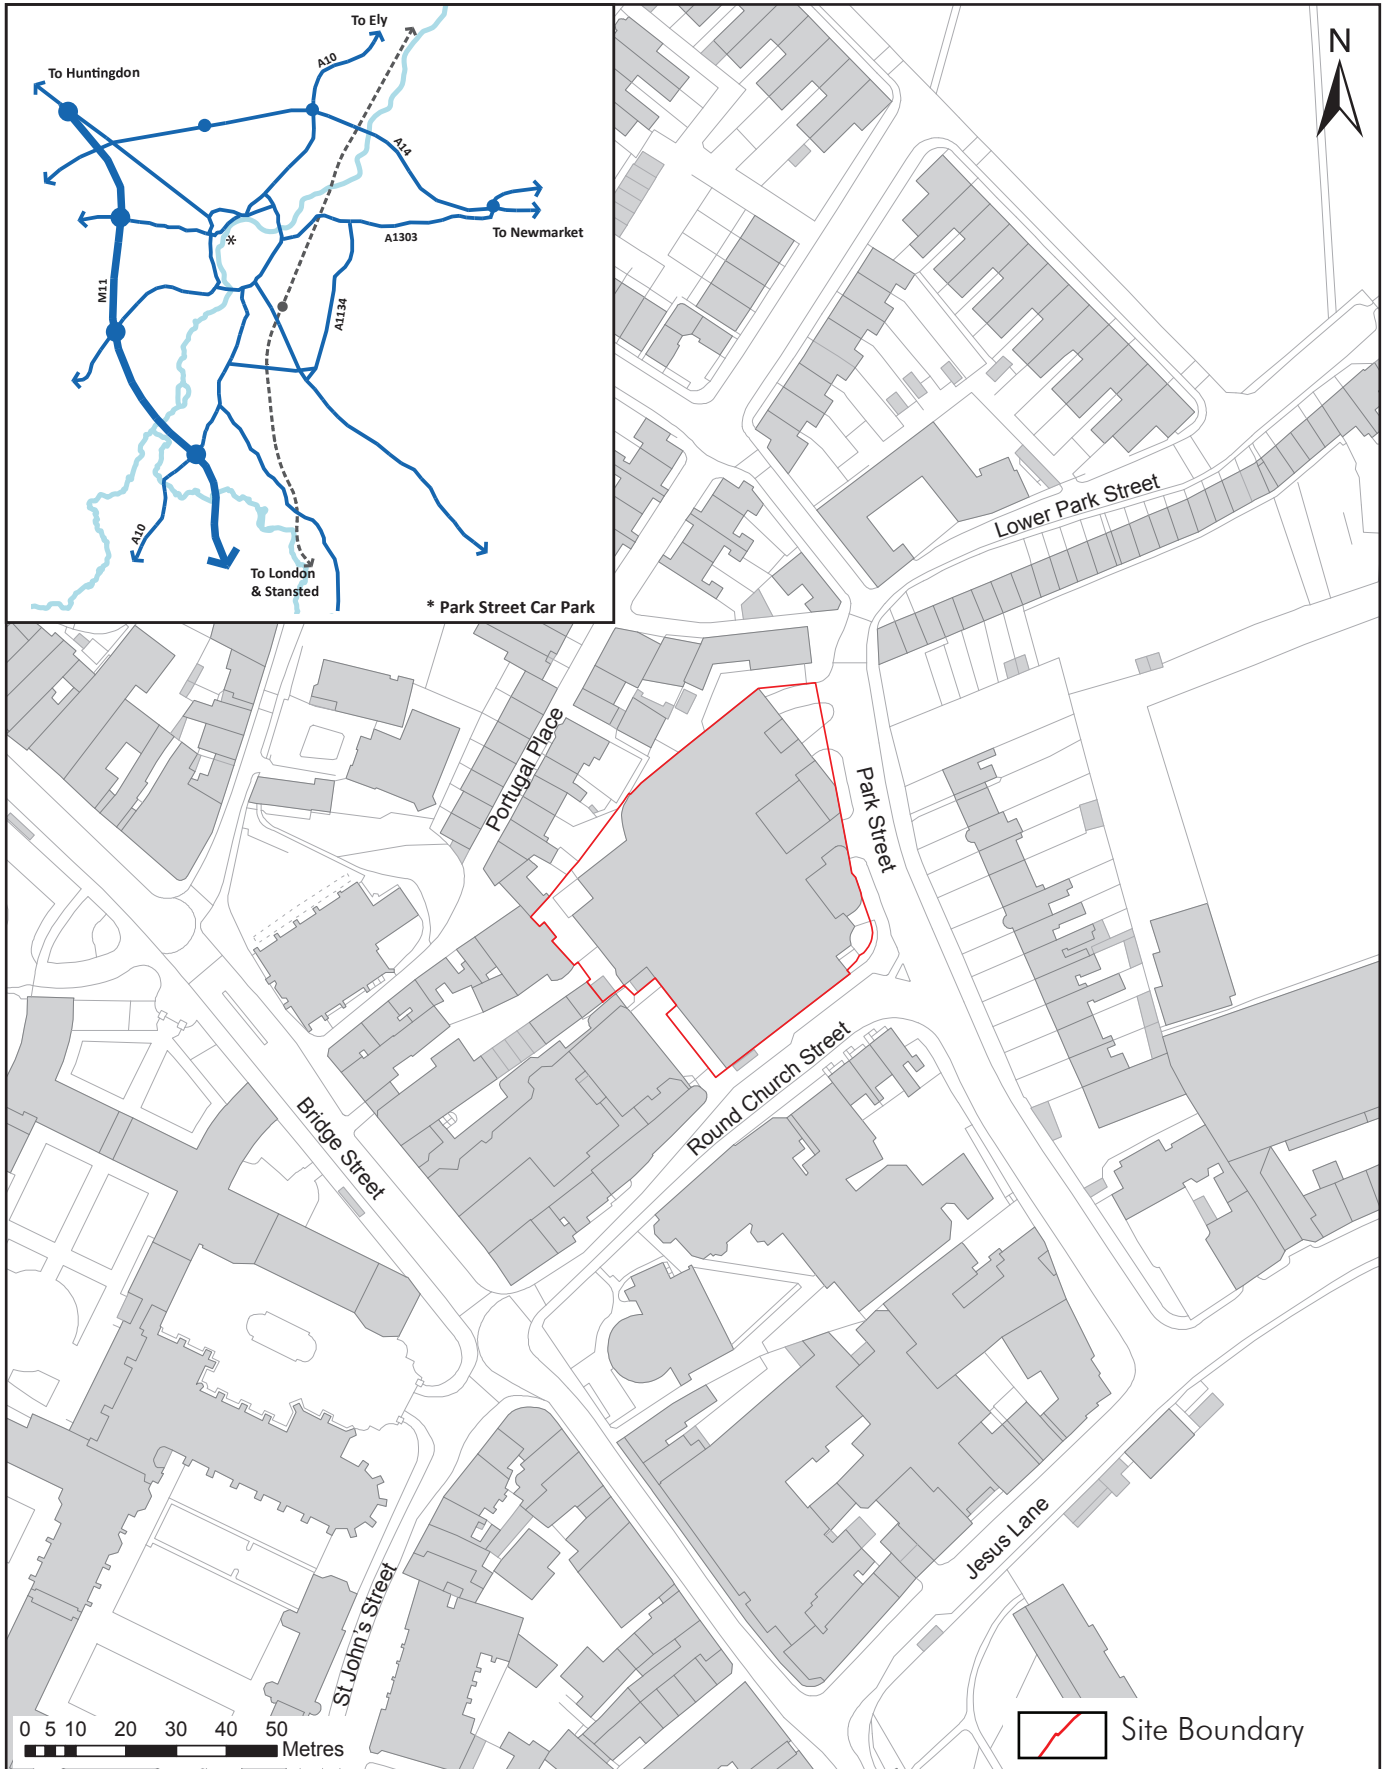 To Ely
To Huntingdon
A10
A14
To Newmarket
A1303
M11
A1134
A10
To London
& Stansted
* Park Street Car Park
N
Lower Park Street
Portugal Place
Park Street
Round Church Street
Bridge Street
Jesus Lane
St John's Street
0 5 10 20 30 40 50
Metres
Site Boundary